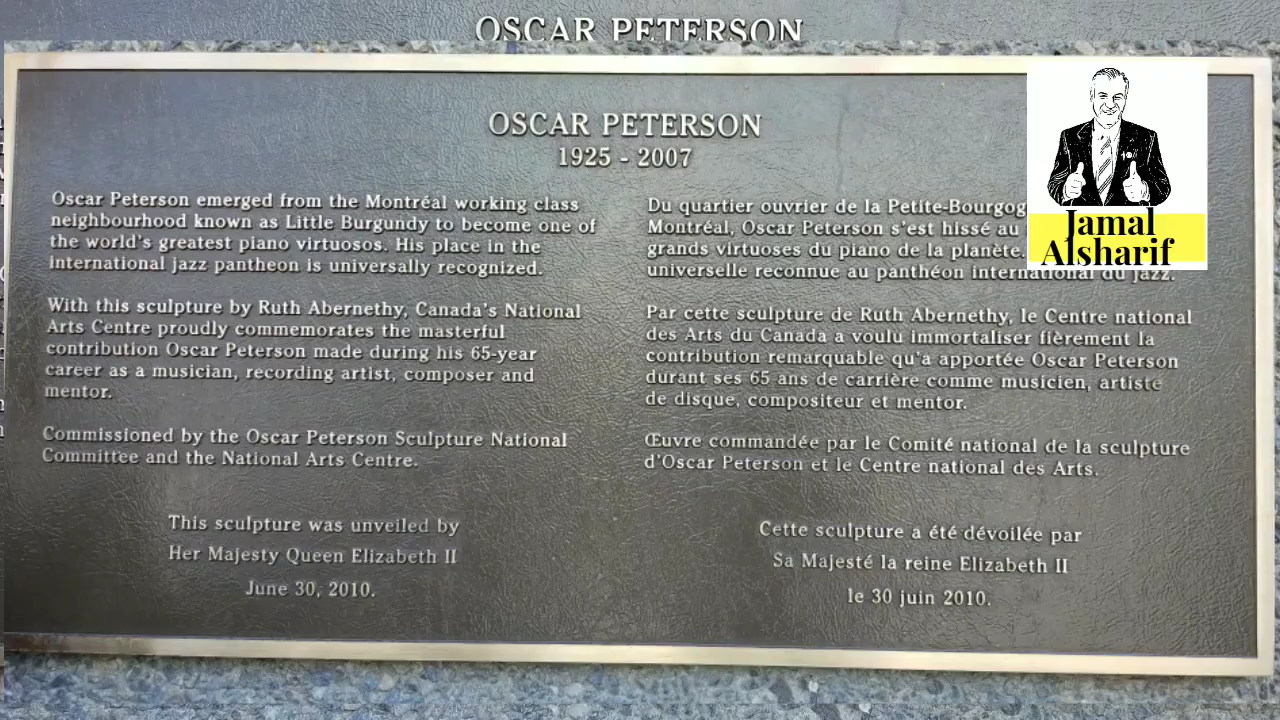 OSCAR PETERSON
OSCAR PETERSON
1925 - 2007
Oscar Peterson emerged from the Montréal working class
neighbourhood known as Little Burgundy to become one of
the world's greatest piano virtuosos. His place in the
international jazz pantheon is universally recognized.
With this sculpture by Ruth Abernethy, Canada's National
Arts Centre proudly commemorates the masterful
contribution Oscar Peterson made during his 65-year
career as a musician, recording artist, composer and
mentor.
Commissioned by the Oscar Peterson Sculpture National
Committee and the National Arts Centre.
This sculpture was unveiled by
Her Majesty Queen Elizabeth II
June 30, 2010.
Du quartier ouvrier de la Petite-Bourgog
Montréal, Oscar Peterson s'est hissé au
grands virtuoses du piano de la planète.
universelle reconnue au panthéon international du jazz.
Par cette sculpture de Ruth Abernethy, le Centre national
des Arts du Canada a voulu immortaliser fièrement la
contribution remarquable qu'a apportée Oscar Peterson
durant ses 65 ans de carrière comme musicien, artiste
de disque, compositeur et mentor.
Œuvre commandée par le Comité national de la sculpture
d'Oscar Peterson et le Centre national des Arts.
Cette sculpture a été dévoilée par
Sa Majesté la reine Elizabeth II
le 30 juin 2010.
Jamal
Alsharif